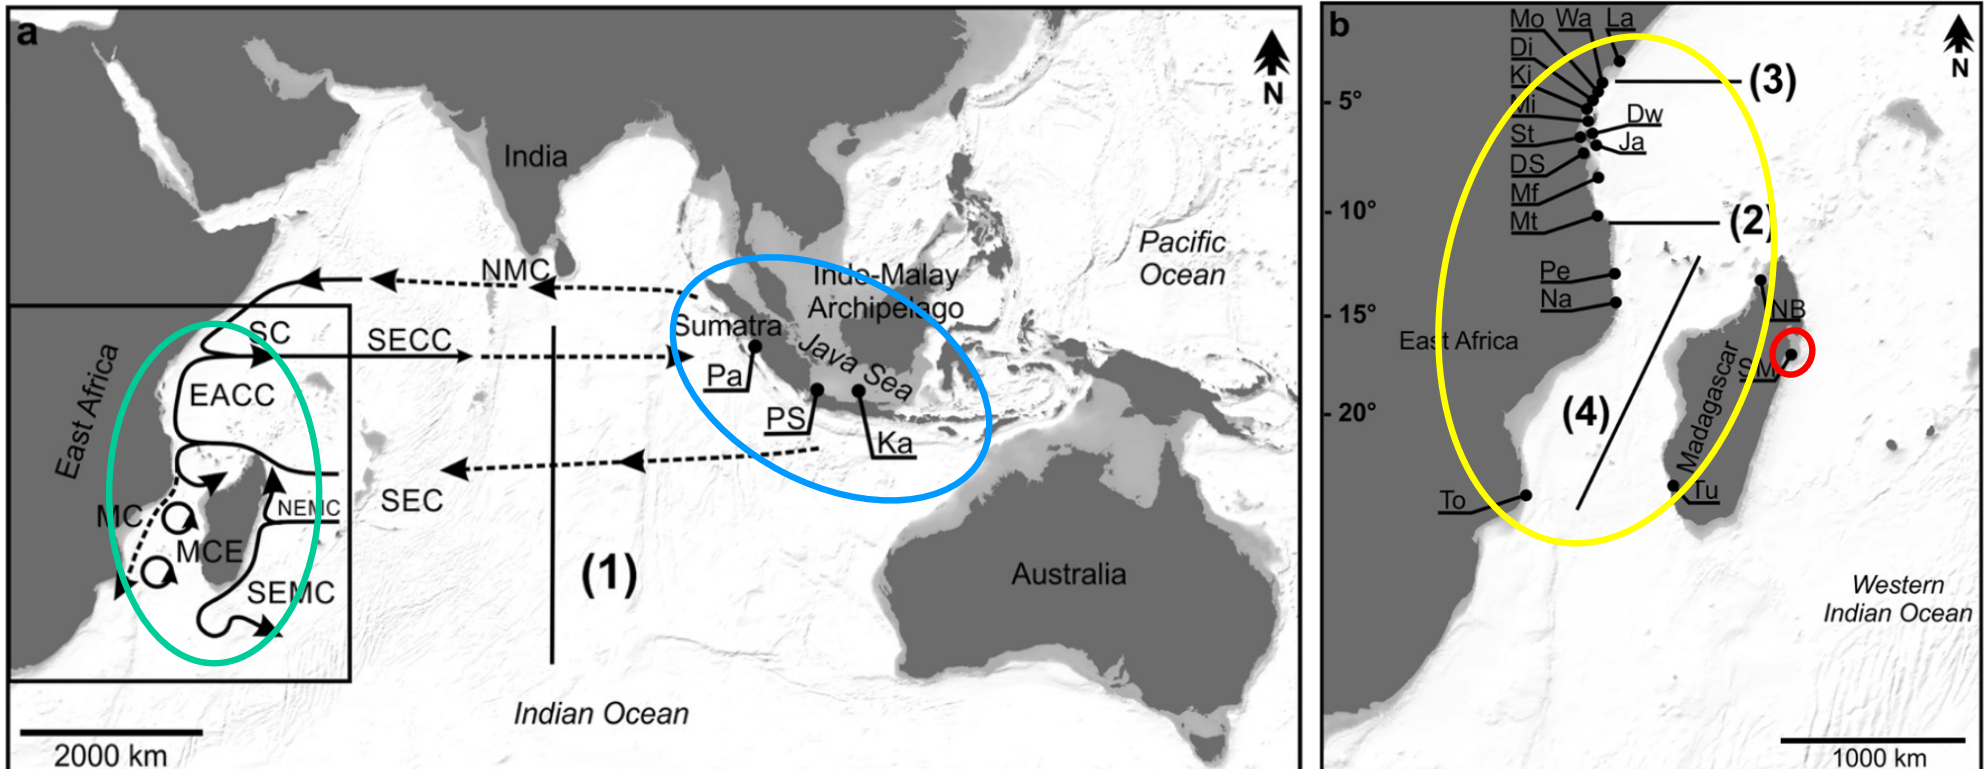 a
N
India
Pacific
Ocean
NMC
Indo-Malay
Archipelago
Sumatra
SC
SECC
Java Sea
Pa
EACC
PS
Ka
East Africa
SEC
NEMC
MC
MCE
(1)
Australia
SEMC
Indian Ocean
2000 km
b
Mo Wa La
N
Di
Ki
(3)
- 5°
Mi
Dw
St
Ja
DS
Mf
- 10°
Mt
(2)
Pe
Na
- 15°
NB
East Africa
SM
Madagascar
- 20°
(4)
To
Tu
Western
Indian Ocean
1000 km